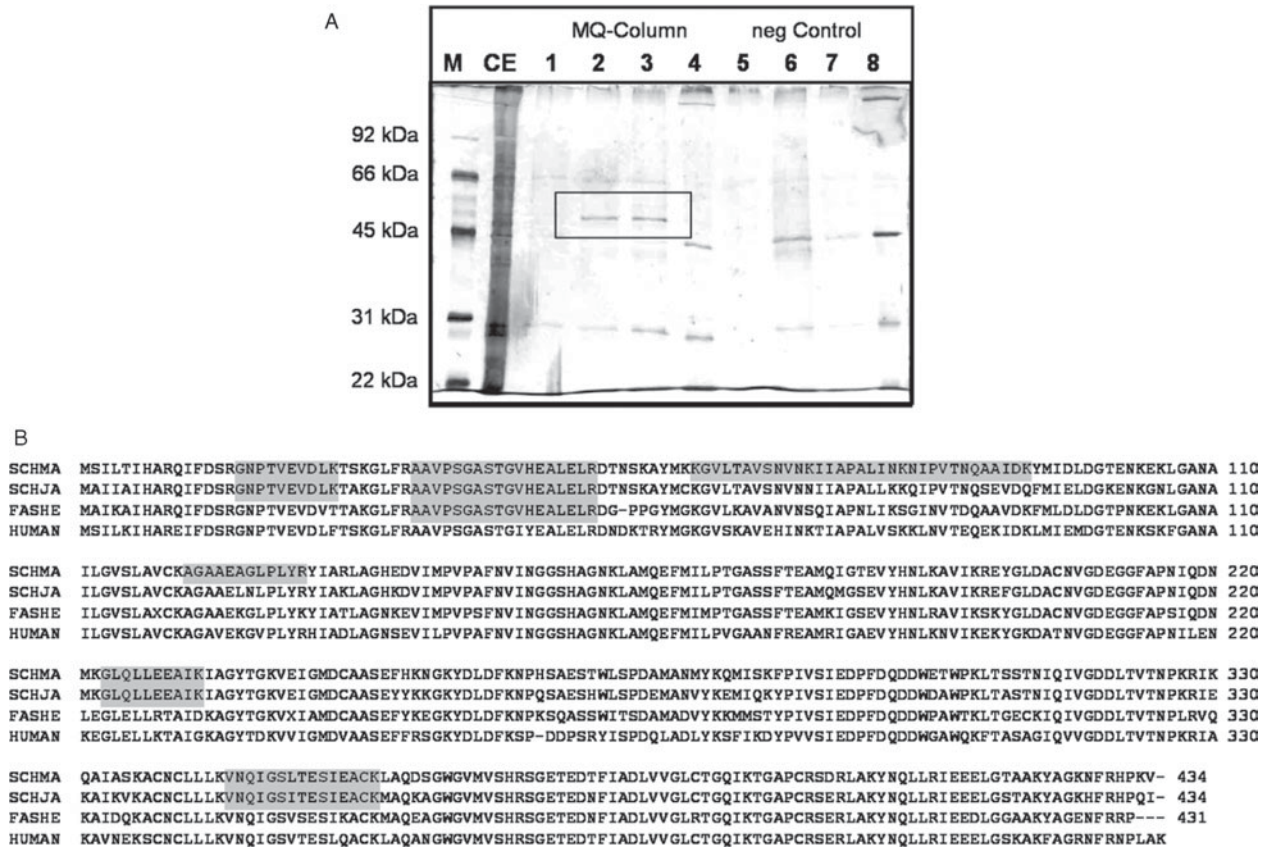 A
MQ-Column neg Control
M CE 1 2 3 4 5 6 7 8
92 kDa
66 kDa
45 kDa
31 kDa
22 kDa
B
SCHMA MSILTIHARQIFDSRGNPTVEVDLKTSKGLFRAAVPSGASTGVHEALELRDTNSKAYMKKGVLTAVSNVNKIIAPALINKNIPVTNQAAIDKYMIDLDGTENKEKLGANA 110
SCHJA MAIIAIHARQIFDSRGNPTVEVDLKTAKGLFRAAVPSGASTGVHEALELRDTNSKAYMCKGVLTAVSNVNNIIAPALLKKQIPVTNQSEVDQFMIELDGKENKGNLGANA 110
FASHE MAIKAIHARQIFDSRGNPTVEVDVTTAKGLFRAAVPSGASTGVHEALELRDG-PPGYMGKGVLKAVANVNSQIAPNLIKSGINVTDQAAVDKFMLDLDGTPNKEKLGANA 110
HUMAN MSILKIHAREIFDSRGNPTVEVDLFTSKGLFRAAVPSGASTGIYEALELRDNDKTRYMGKGVSKAVEHINKTIAPALVSKKLNVTEQEKIDKLMIEMDGTENKSKFGANA 110
SCHMA ILGVSLAVCKAGAAEAGLPLYRYIARLAGHEDVIMPVPAFNVINGGSHAGNKLAMQEFMILPTGASSFTEAMQIGTEVYHNLKAVIKREYGLDACNVGDEGGFAPNIQDN 220
SCHJA ILGVSLAVCKAGAAELNLPLYRYIAKLAGHKDVIMPVPAFNVINGGSHAGNKLAMQEFMILPTGASSFTEAMQMGSEVYHNLKAVIKREFGLDACNVGDEGGFAPNIQDN 220
FASHE ILGVSLAXCKAGAAEKGLPLYKYIATLAGNKEVIMPVPSFNVINGGSHAGNKLAMQEFMIMPTGASSFTEAMKIGSEVYHNLRAVIKSKYGLDACNVGDEGGFAPSIQDN 220
HUMAN ILGVSLAVCKAGAVEKGVPLYRHIADLAGNSEVILPVPAFNVINGGSHAGNKLAMQEFMILPVGAANFREAMRIGAEVYHNLKNVIKEKYGKDATNVGDEGGFAPNILEN 220
SCHMA MKGLQLLEEAIKIAGYTGKVEIGMDCAASEFHKNGKYDLDFKNPHSAESTWLSPDAMANMYKQMISKFPIVSIEDPFDQDDWETWPKLTSSTNIQIVGDDLTVTNPKRIK 330
SCHJA MKGLQLLEEAIKIAGYTGKVEIGMDCAASEYYKKGKYDLDFKNPQSAESHWLSPDEMANVYKEMIQKYPIVSIEDPFDQDDWDAWPKLTASTNIQIVGDDLTVTNPKRIE 330
FASHE LEGLELLRTAIDKAGYTGKVXIAMDCAASEFYKEGKYDLDFKNPKSQASSWITSDAMADVYKKMMSTYPIVSIEDPFDQDDWPAWTKLTGECKIQIVGDDLTVTNPLRVQ 330
HUMAN KEGLELLKTAIGKAGYTDKVVIGMDVAASEFFRSGKYDLDFKSP-DDPSRYISPDQLADLYKSFIKDYPVVSIEDPFDQDDWGAWQKFTASAGIQVVGDDLTVTNPKRIA 330
SCHMA QAIASKACNCLLLKVNQIGSLTESIEACKLAQDSGWGVMVSHRSGETEDTFIADLVVGLCTGQIKTGAPCRSDRLAKYNQLLRIEEELGTAAKYAGKNFRHPKV- 434
SCHJA KAIKVKACNCLLLKVNQIGSITESIEACKMAQKAGWGVMVSHRSGETEDNFIADLVVGLCTGQIKTGAPCRSERLAKYNQLLRIEEELGSTAKYAGKHFRHPQI- 434
FASHE KAIDQKACNCLLLKVNQIGSVSESIKACKMAQEAGWGVMVSHRSGETEDNFIADLVVGLRTGQIKTGAPCRSERLAKYNQLLRIEEDLGGAAKYAGENFRRP--- 431
HUMAN KAVNEKSCNCLLLKVNQIGSVTESLQACKLAQANGWGVMVSHRSGETEDTFIADLVVGLCTGQIKTGAPCRSERLAKYNQLLRIEEELGSKAKFAGRNFRNPLAK